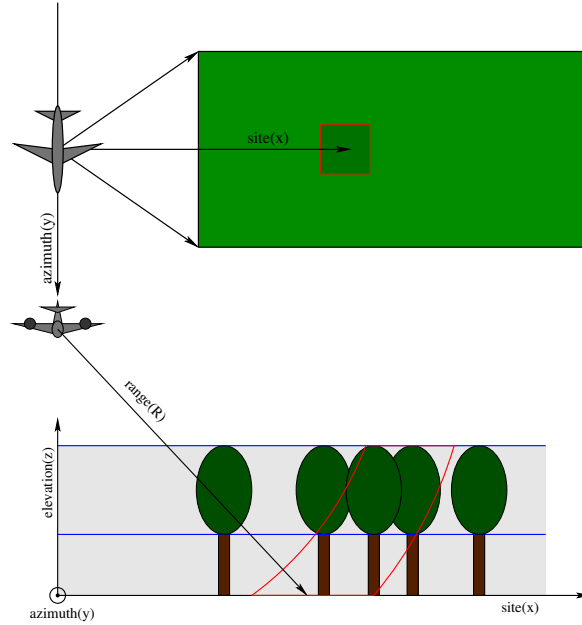 site(x)
azimuth(y)
range(R)
elevation(z)
azimuth(y)
site(x)